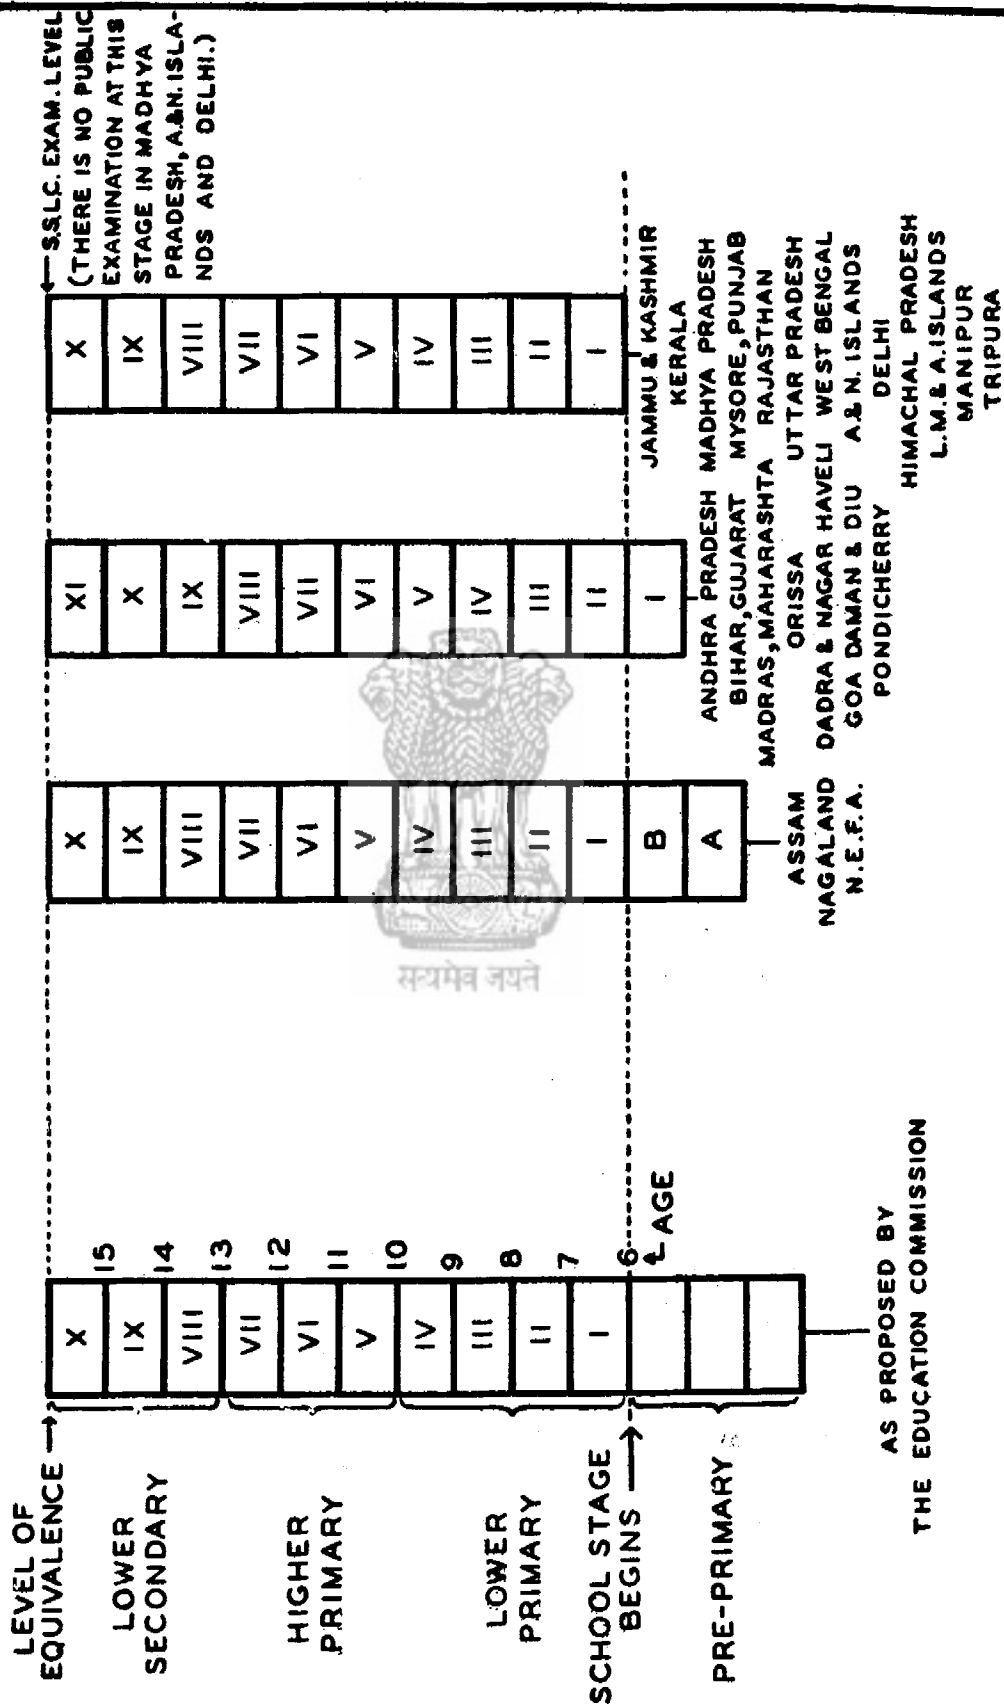 LEVEL OF
EQUIVALENCE →
LOWER
SECONDARY
HIGHER
PRIMARY
LOWER
PRIMARY
SCHOOL STAGE
BEGINS →
PRE-PRIMARY
X
IX
VIII
VII
VI
V
IV
III
II
I
15
14
13
12
11
10
9
8
7
6
AGE
AS PROPOSED BY
THE EDUCATION COMMISSION
X
IX
VIII
VII
VI
V
IV
III
II
I
B
A
ASSAM
NAGALAND
N.E.F.A.
XI
X
IX
VIII
VII
VI
V
IV
III
II
I
ANDHRA PRADESH
BIHAR,GUJARAT
MADRAS,MAHARASHTA
ORISSA
DADRA & NAGAR HAVELI
GOA DAMAN & DIU
PONDICHERRY
X
IX
VIII
VII
VI
V
IV
III
II
I
JAMMU & KASHMIR
KERALA
MADHYA PRADESH
MYSORE,PUNJAB
RAJASTHAN
UTTAR PRADESH
WEST BENGAL
A.& N. ISLANDS
DELHI
HIMACHAL PRADESH
L.M.& A.ISLANDS
MANIPUR
TRIPURA
← S.S.L.C. EXAM. LEVEL
(THERE IS NO PUBLIC
EXAMINATION AT THIS
STAGE IN MADHYA
PRADESH, A.&N. ISLA-
NDS AND DELHI.)
सत्यमेव जयते